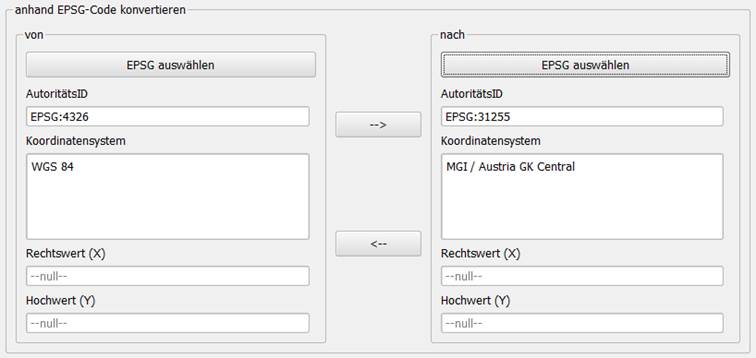 anhand EPSG-Code konvertieren
von
EPSG auswählen
AutoritätsID
EPSG:4326
Koordinatensystem
WGS 84
Rechtswert (X)
--null--
Hochwert (Y)
--null--
-->
<--
nach
EPSG auswählen
AutoritätsID
EPSG:31255
Koordinatensystem
MGI / Austria GK Central
Rechtswert (X)
--null--
Hochwert (Y)
--null--